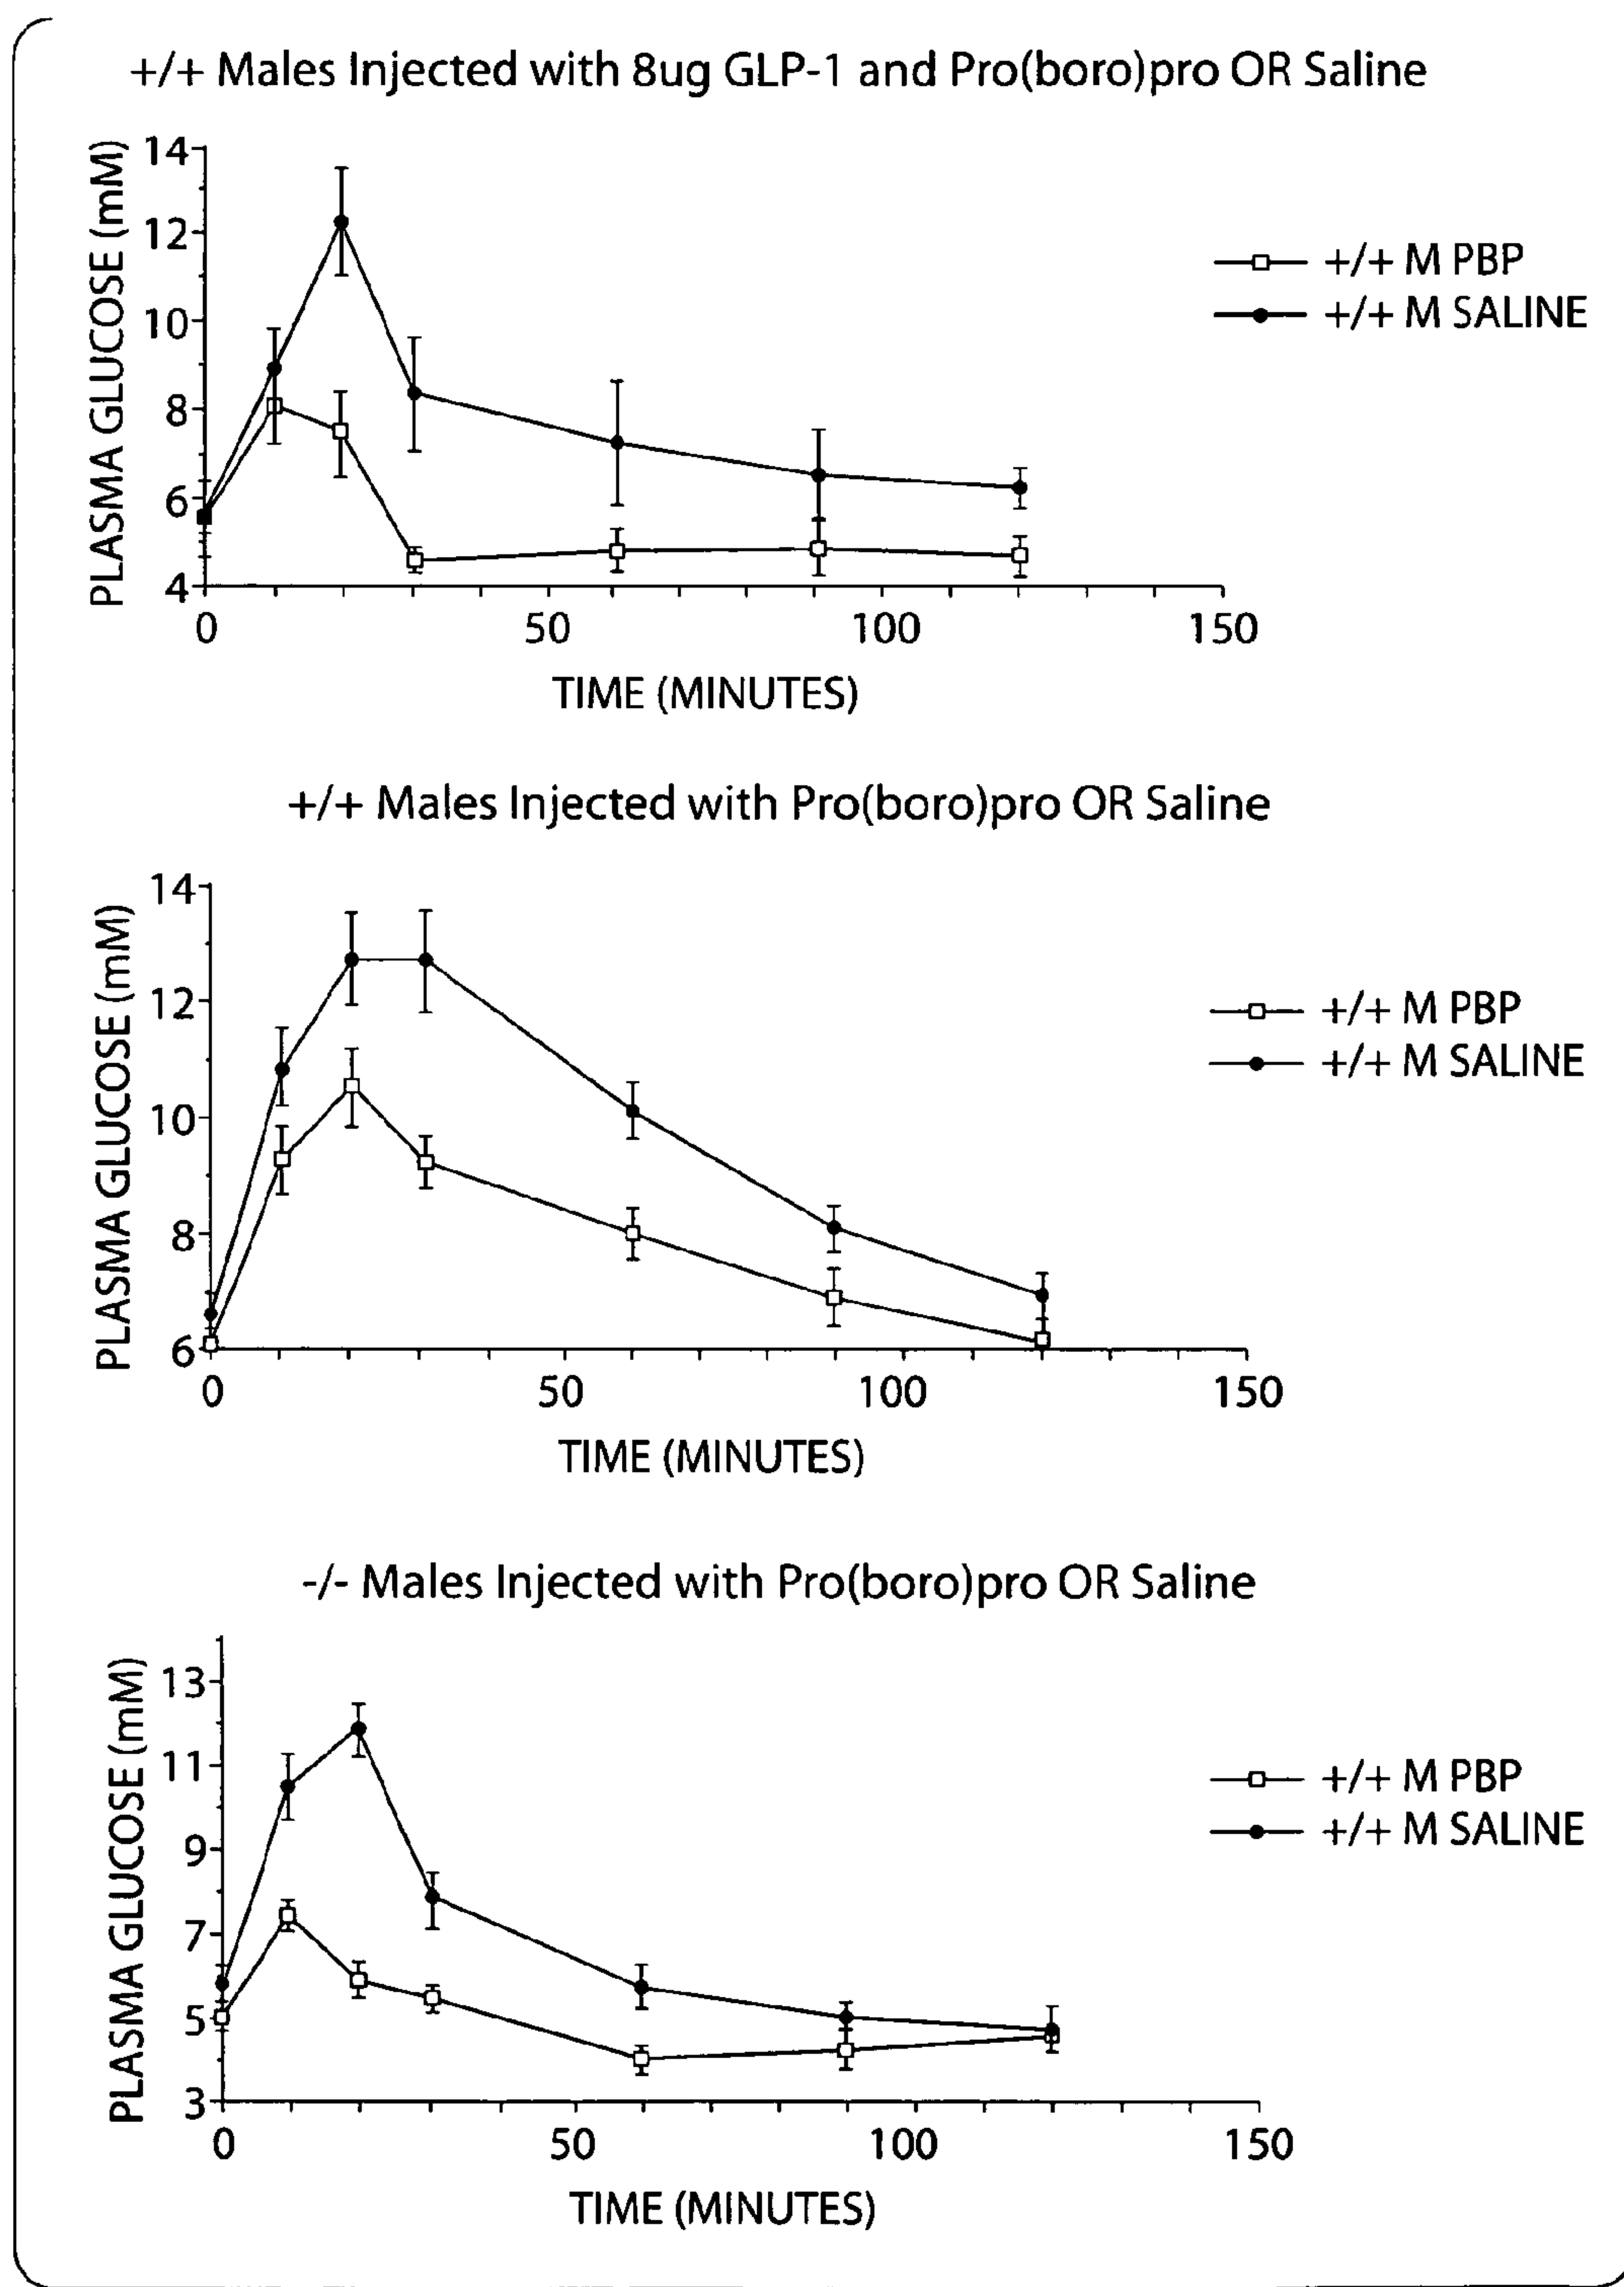 +/+ Males Injected with 8ug GLP-1 and Pro(boro)pro OR Saline
PLASMA GLUCOSE (mM)
14
12
10
8
6
4
0 50 100 150
TIME (MINUTES)
+/+ M PBP
+/+ M SALINE
+/+ Males Injected with Pro(boro)pro OR Saline
PLASMA GLUCOSE (mM)
14
12
10
8
6
0 50 100 150
TIME (MINUTES)
+/+ M PBP
+/+ M SALINE
-/- Males Injected with Pro(boro)pro OR Saline
PLASMA GLUCOSE (mM)
13
11
9
7
5
3
0 50 100 150
TIME (MINUTES)
+/+ M PBP
+/+ M SALINE